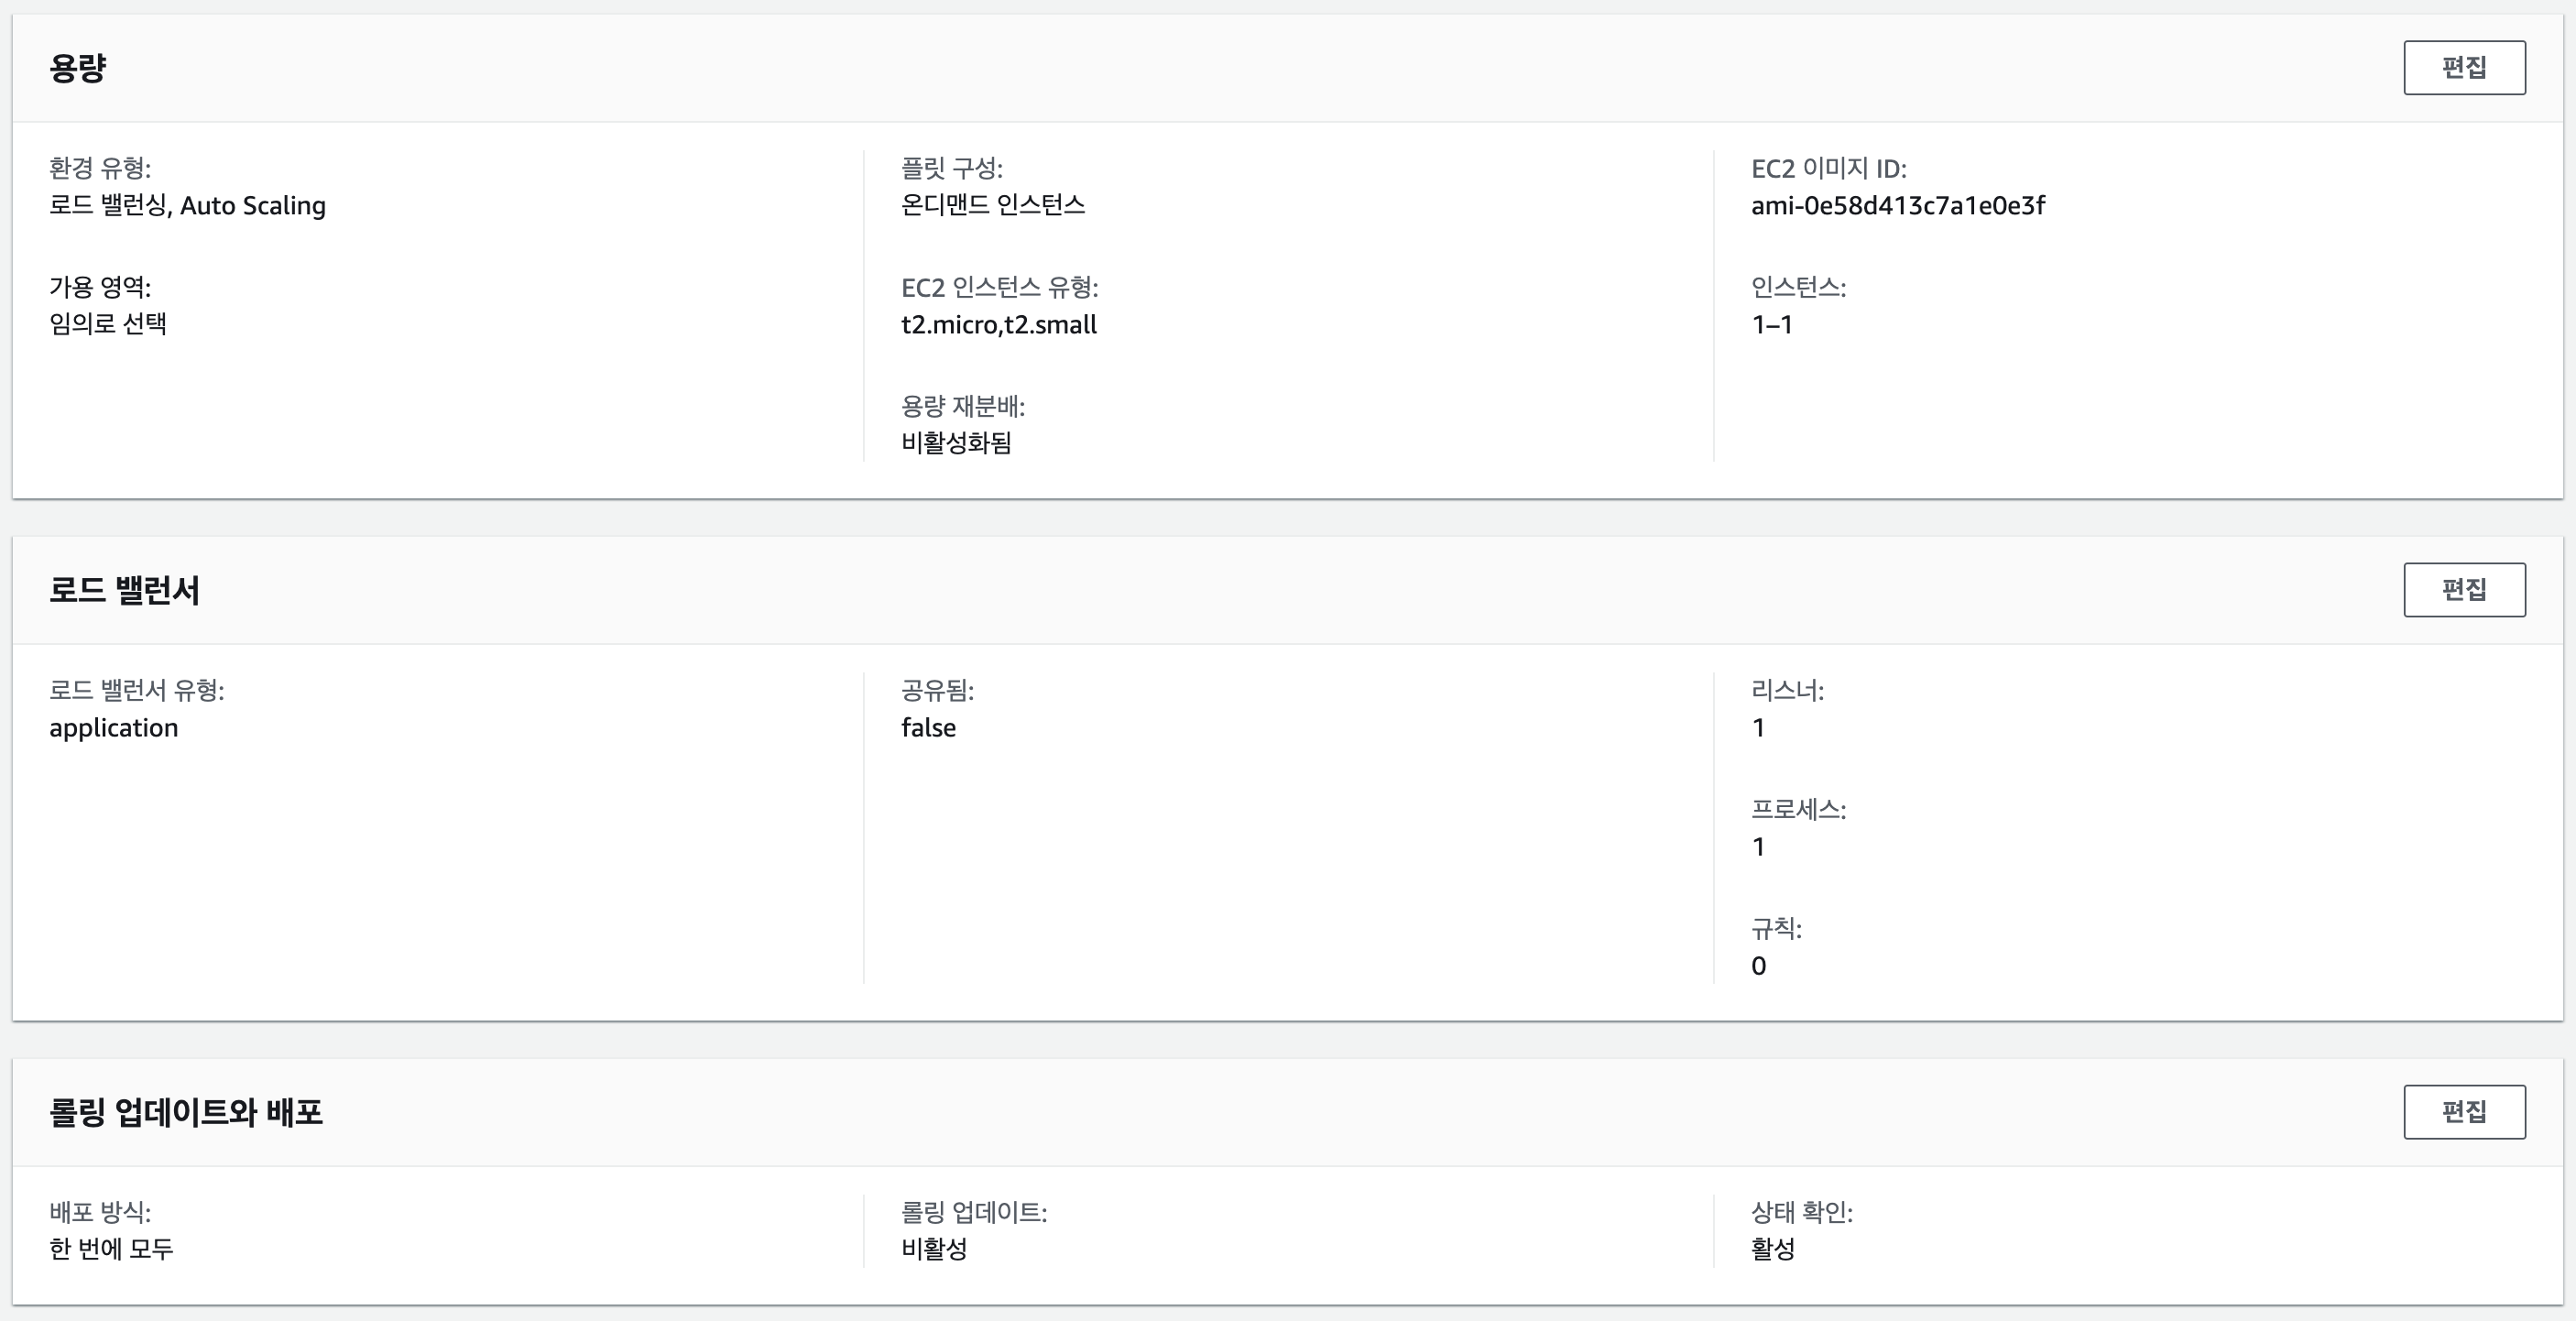 용량
편집
환경 유형:
로드 밸런싱, Auto Scaling
가용 영역:
임의로 선택
플릿 구성:
온디맨드 인스턴스
EC2 인스턴스 유형:
t2.micro,t2.small
용량 재분배:
비활성화됨
EC2 이미지 ID:
ami-0e58d413c7a1e0e3f
인스턴스:
1–1
로드 밸런서
편집
로드 밸런서 유형:
application
공유됨:
false
리스너:
1
프로세스:
1
규칙:
0
롤링 업데이트와 배포
편집
배포 방식:
한 번에 모두
롤링 업데이트:
비활성
상태 확인:
활성